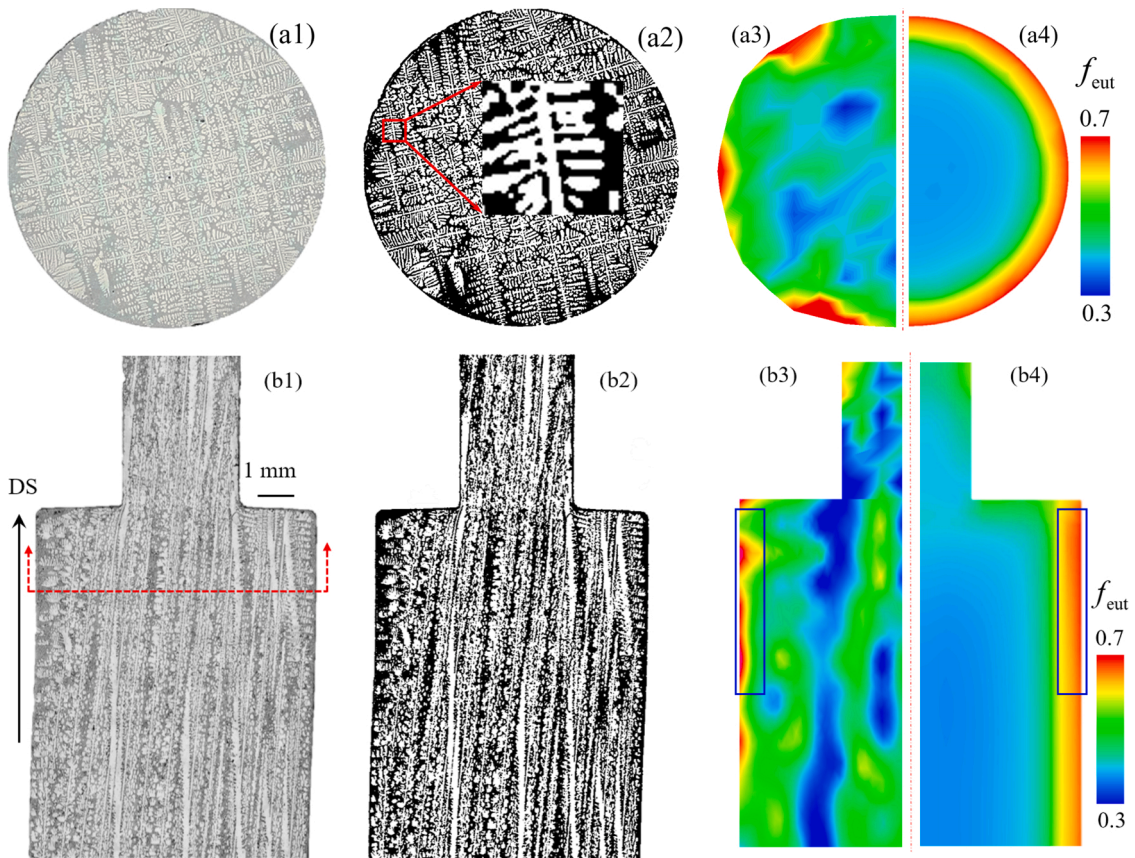 (a1)
(a2)
(a3)
(a4)
f_eut
0.7
0.3
(b1)
(b2)
(b3)
(b4)
1 mm
DS
f_eut
0.7
0.3